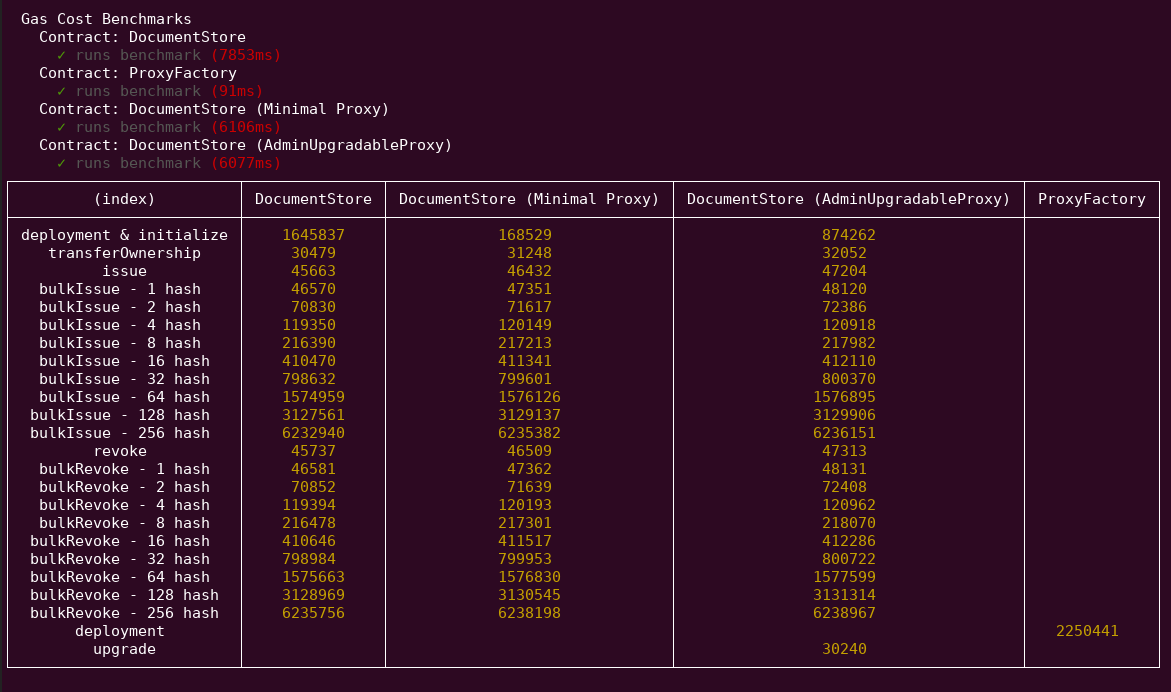 Gas Cost Benchmarks
Contract: DocumentStore
✓ runs benchmark (7853ms)
Contract: ProxyFactory
✓ runs benchmark (91ms)
Contract: DocumentStore (Minimal Proxy)
✓ runs benchmark (6106ms)
Contract: DocumentStore (AdminUpgradableProxy)
✓ runs benchmark (6077ms)
(index) DocumentStore DocumentStore (Minimal Proxy) DocumentStore (AdminUpgradableProxy) ProxyFactory
deployment & initialize 1645837 168529 874262
transferOwnership 30479 31248 32052
issue 45663 46432 47204
bulkIssue - 1 hash 46570 47351 48120
bulkIssue - 2 hash 70830 71617 72386
bulkIssue - 4 hash 119350 120149 120918
bulkIssue - 8 hash 216390 217213 217982
bulkIssue - 16 hash 410470 411341 412110
bulkIssue - 32 hash 798632 799601 800370
bulkIssue - 64 hash 1574959 1576126 1576895
bulkIssue - 128 hash 3127561 3129137 3129906
bulkIssue - 256 hash 6232940 6235382 6236151
revoke 45737 46509 47313
bulkRevoke - 1 hash 46581 47362 48131
bulkRevoke - 2 hash 70852 71639 72408
bulkRevoke - 4 hash 119394 120193 120962
bulkRevoke - 8 hash 216478 217301 218070
bulkRevoke - 16 hash 410646 411517 412286
bulkRevoke - 32 hash 798984 799953 800722
bulkRevoke - 64 hash 1575663 1576830 1577599
bulkRevoke - 128 hash 3128969 3130545 3131314
bulkRevoke - 256 hash 6235756 6238198 6238967
deployment 2250441
upgrade 30240